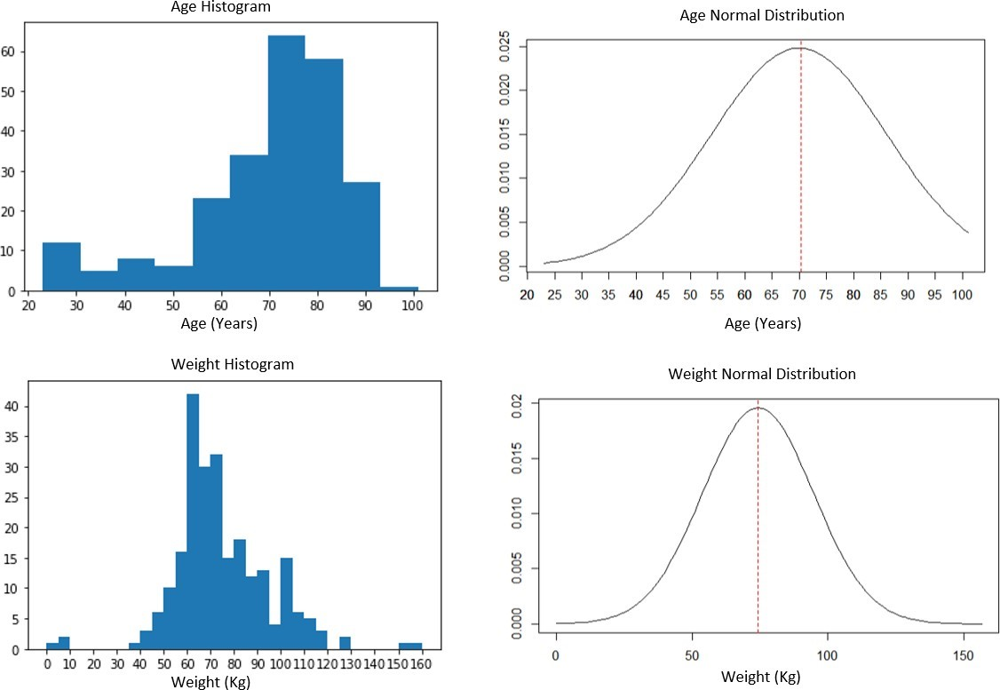 Age Histogram
60
50
40
30
20
10
0
20 30 40 50 60 70 80 90 100
Age (Years)
Age Normal Distribution
0.025
0.020
0.015
0.010
0.005
0.000
20 25 30 35 40 45 50 55 60 65 70 75 80 85 90 95 100
Age (Years)
Weight Histogram
40
35
30
25
20
15
10
5
0
0 10 20 30 40 50 60 70 80 90 100 110 120 130 140 150 160
Weight (Kg)
Weight Normal Distribution
0.02
0.015
0.010
0.005
0.000
0 50 100 150
Weight (Kg)